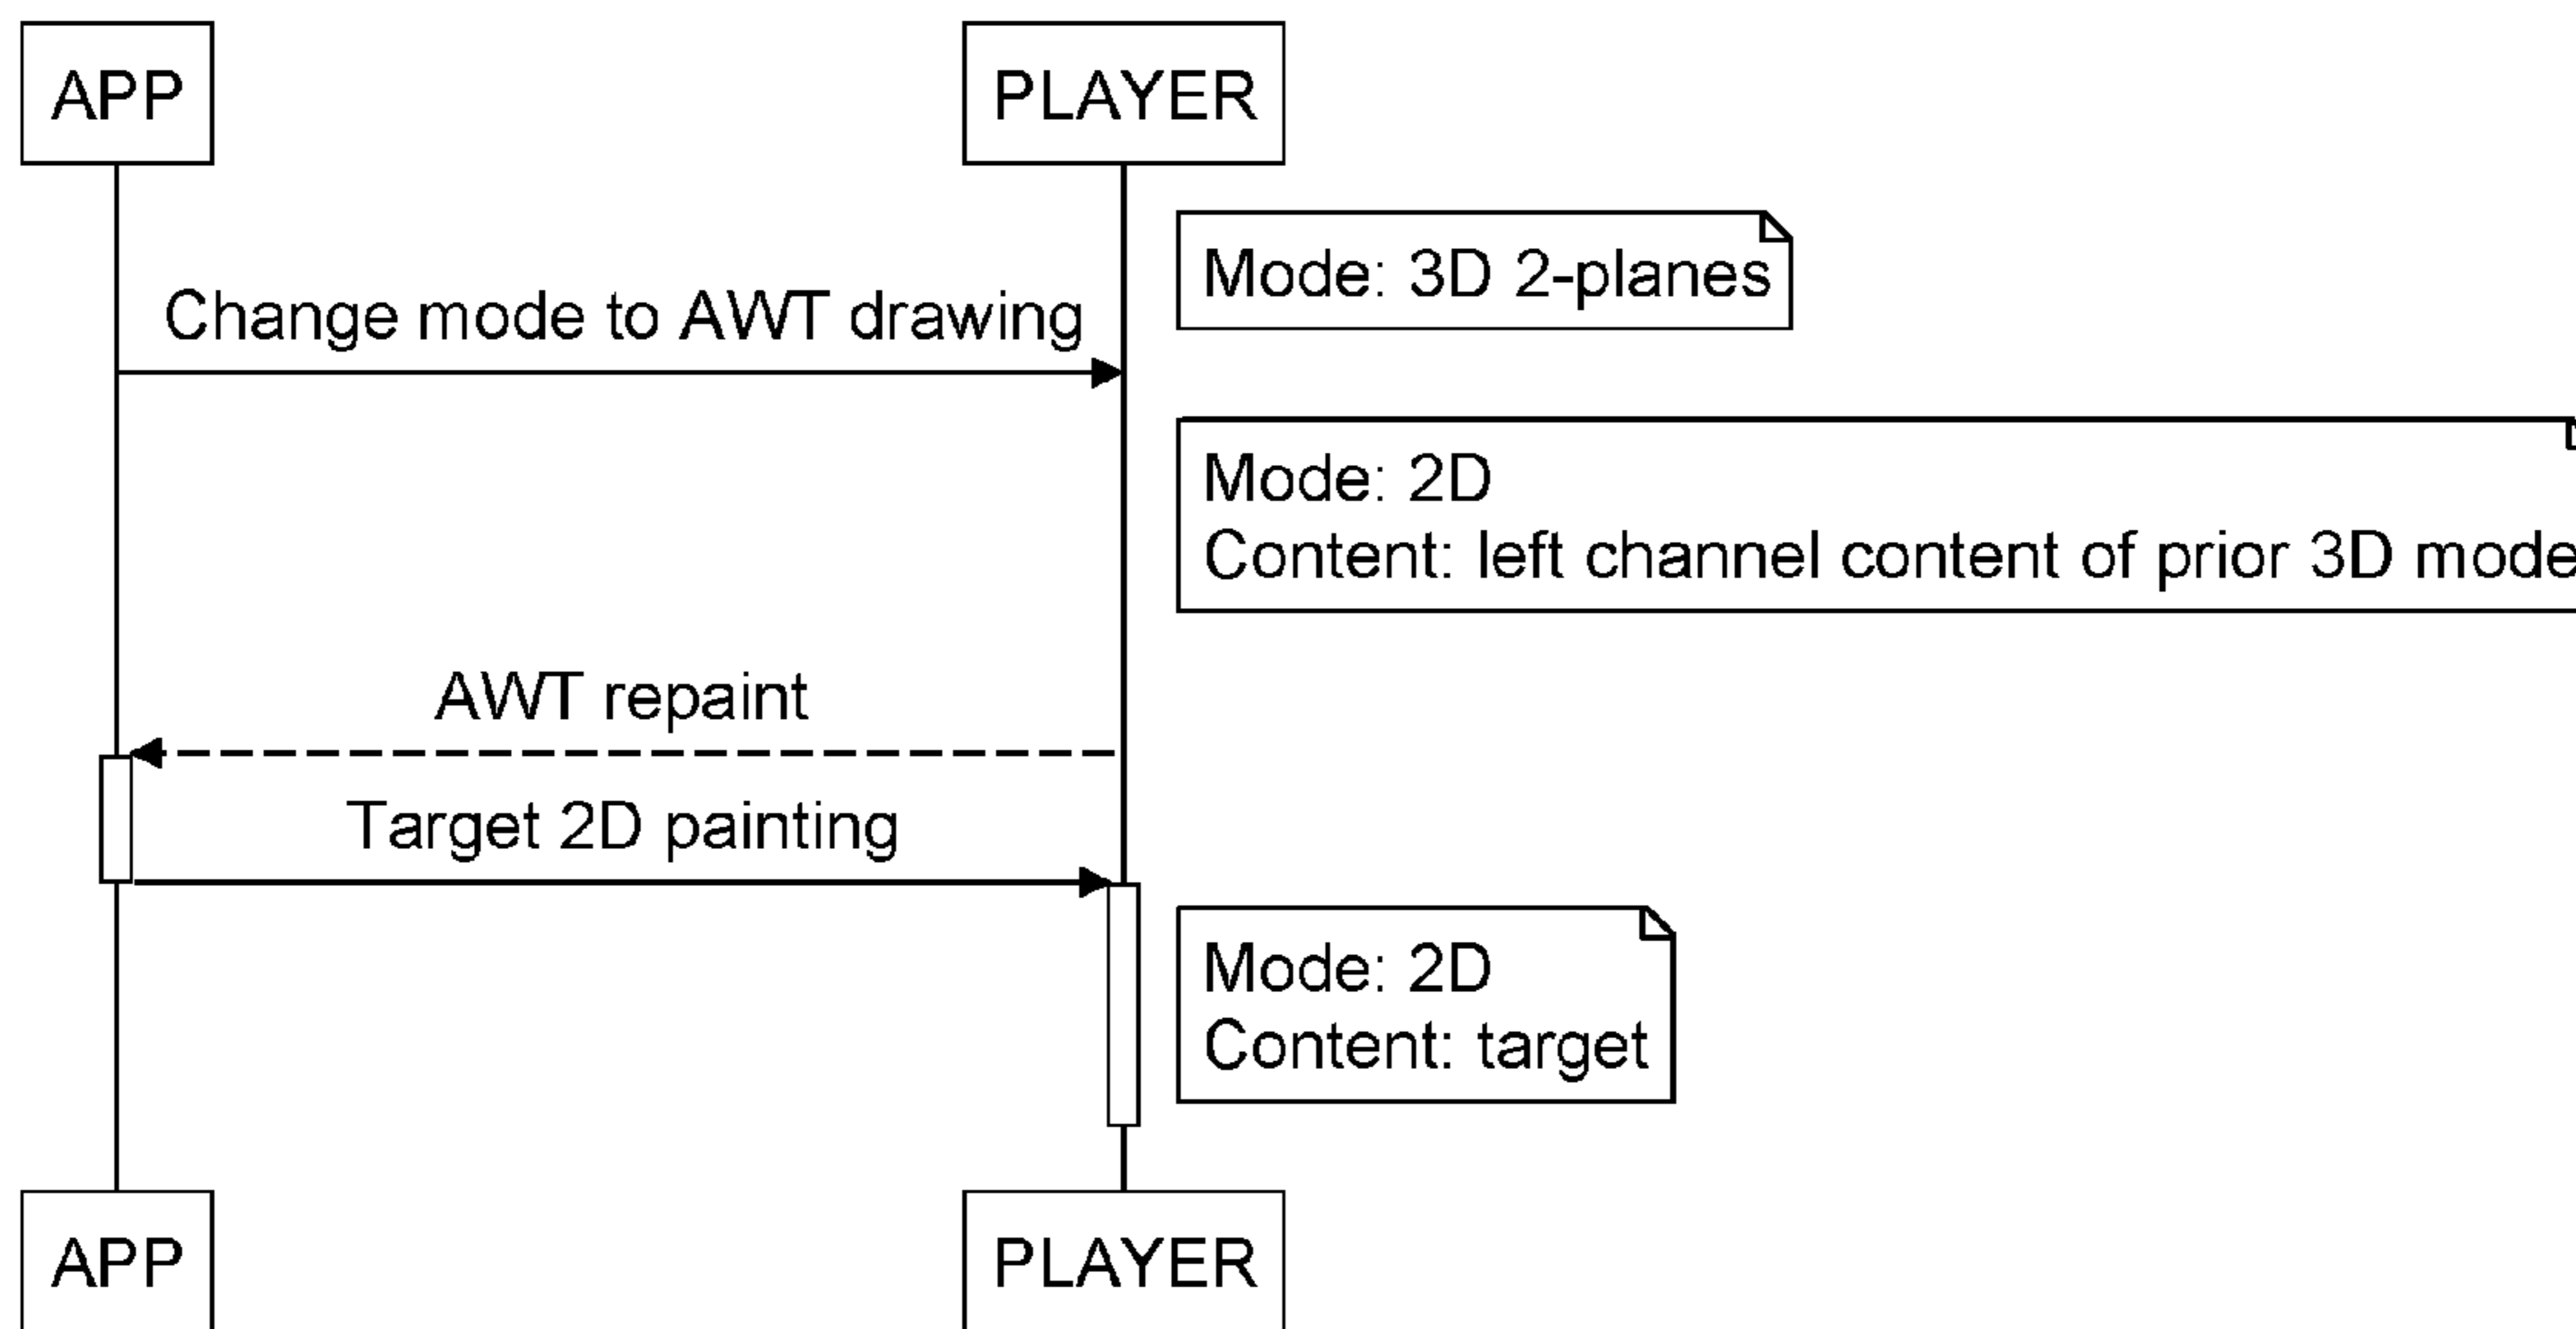 APP
PLAYER
Mode: 3D 2-planes
Change mode to AWT drawing
Mode: 2D
Content: left channel content of prior 3D mode
AWT repaint
Target 2D painting
Mode: 2D
Content: target
APP
PLAYER